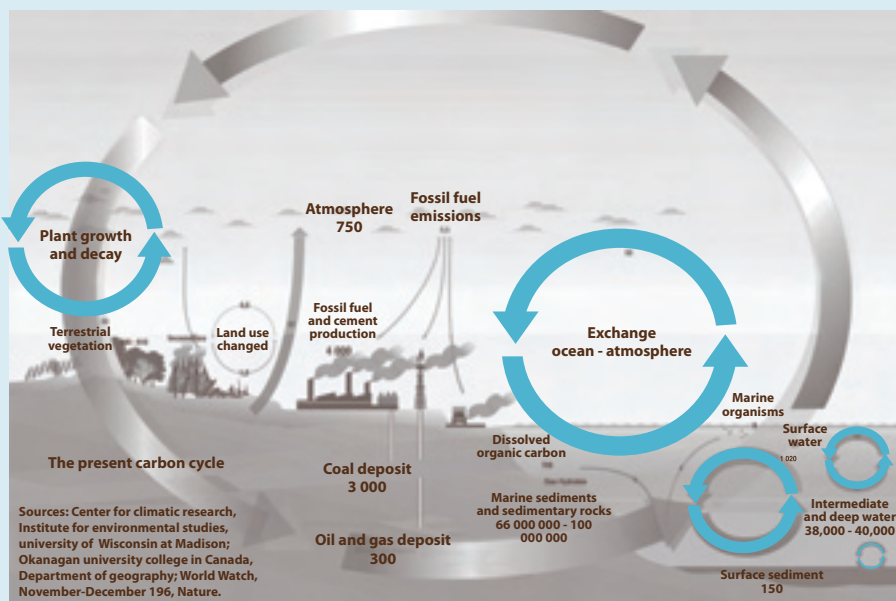 Plant growth
and decay
Atmosphere
750
Fossil fuel
emissions
Terrestrial
vegetation
Land use
changed
Fossil fuel
and cement
production
4 000
Exchange
ocean - atmosphere
Marine
organisms
Surface
water
1 020
Dissolved
organic carbon
The present carbon cycle
Coal deposit
3 000
Marine sediments
and sedimentary rocks
66 000 000 - 100
000 000
Intermediate
and deep water
38,000 - 40,000
Oil and gas deposit
300
Surface sediment
150
Sources: Center for climatic research,
Institute for environmental studies,
university of Wisconsin at Madison;
Okanagan university college in Canada,
Department of geography; World Watch,
November-December 196, Nature.